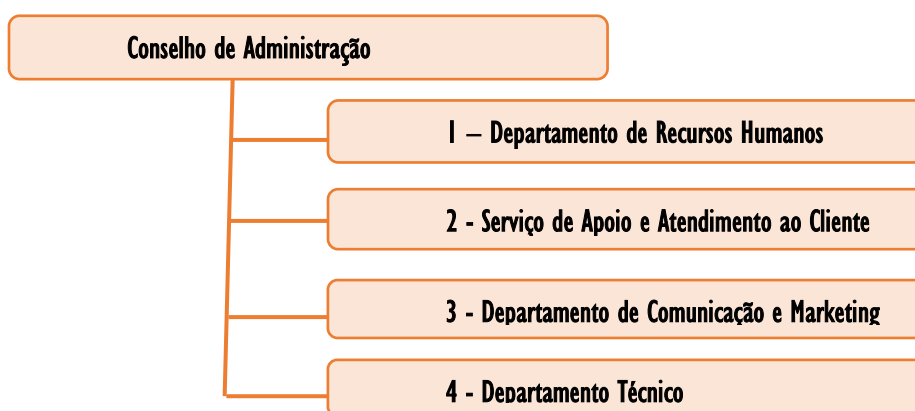 Conselho de Administração
1 – Departamento de Recursos Humanos
2 - Serviço de Apoio e Atendimento ao Cliente
3 - Departamento de Comunicação e Marketing
4 - Departamento Técnico